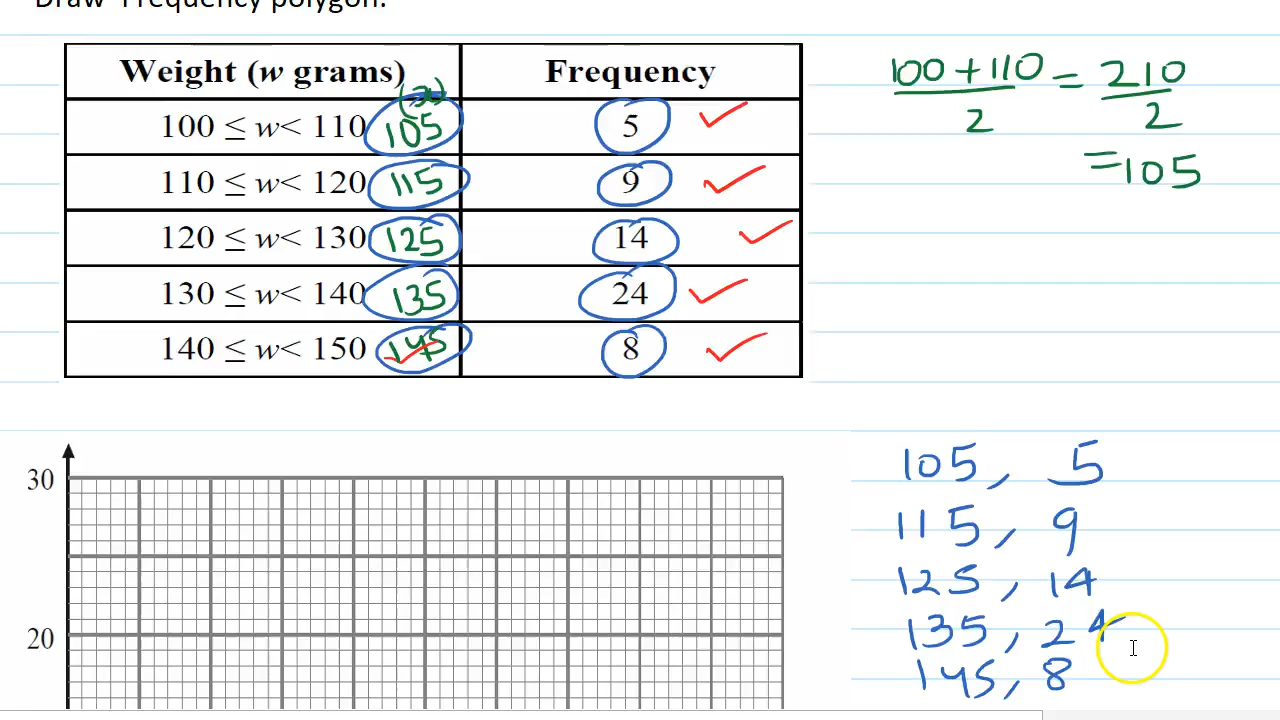 Draw Frequency polygon.
Weight (w grams) Frequency
(x)
100 ≤ w< 110 105 5
110 ≤ w< 120 115 9
120 ≤ w< 130 125 14
130 ≤ w< 140 135 24
140 ≤ w< 150 145 8
100 + 110 = 210
2 2
= 105
30
20
105, 5
115, 9
125, 14
135, 24
145, 8